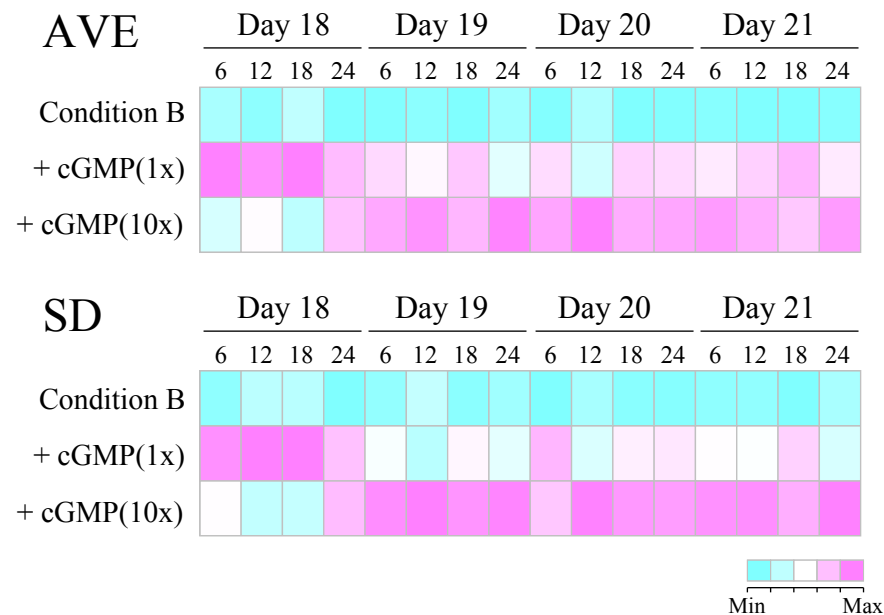 AVE
Day 18 Day 19 Day 20 Day 21
6 12 18 24 6 12 18 24 6 12 18 24 6 12 18 24
Condition B
+ cGMP(1x)
+ cGMP(10x)
SD
Day 18 Day 19 Day 20 Day 21
6 12 18 24 6 12 18 24 6 12 18 24 6 12 18 24
Condition B
+ cGMP(1x)
+ cGMP(10x)
Min Max